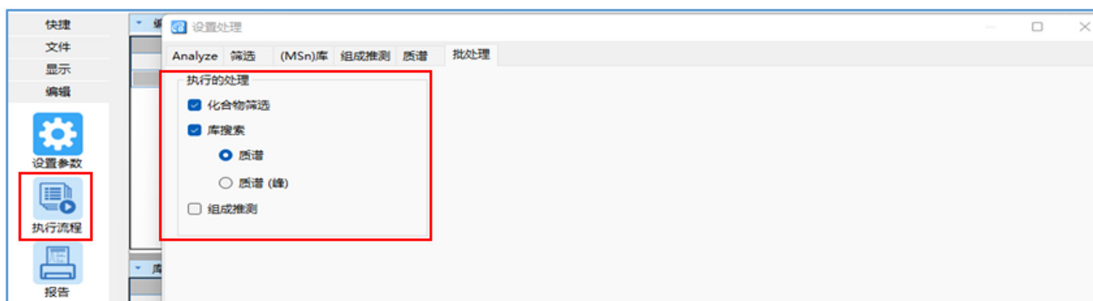 快捷
文件
显示
编辑
设置参数
执行流程
报告
设置处理
Analyze 筛选 (MSn)库 组成推测 质谱 批处理
执行的处理
化合物筛选
库搜索
质谱
质谱 (峰)
组成推测